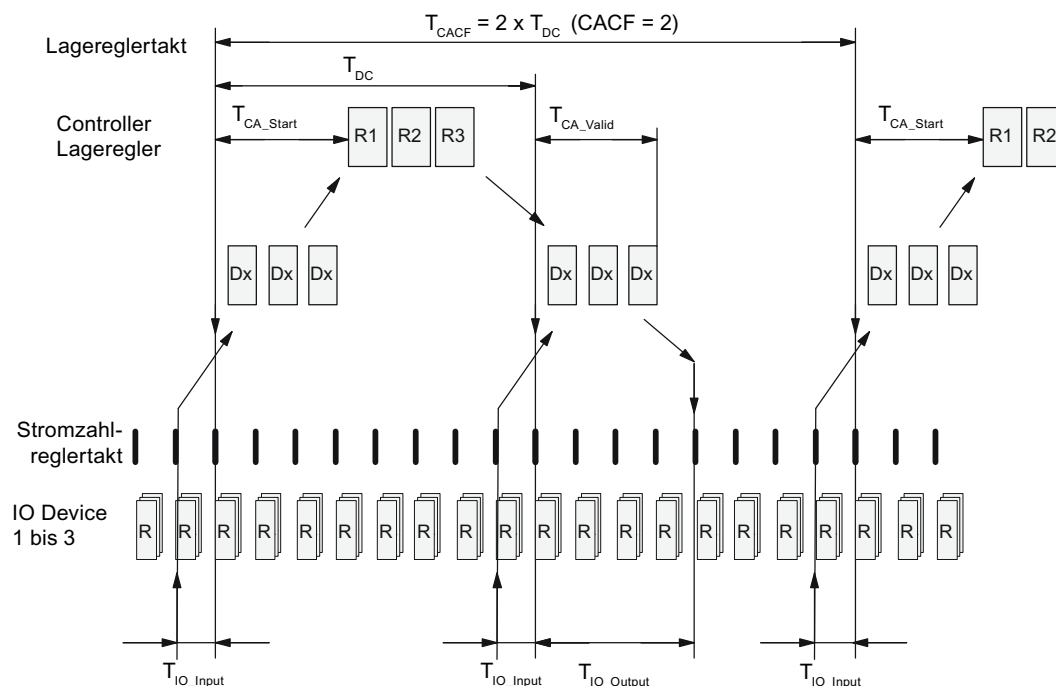 T_CACF = 2 x T_DC (CACF = 2)
Lagereglertakt
T_DC
T_CA_Start
T_CA_Valid
T_CA_Start
Controller
Lageregler
R1 R2 R3
R1 R2
Dx Dx Dx
Dx Dx Dx
Dx Dx Dx
Stromzahl-
reglertakt
IO Device
1 bis 3
R R R R R R R R R R R R R R R R R R R R R
T_IO_Input
T_IO_Input
T_IO_Output
T_IO_Input